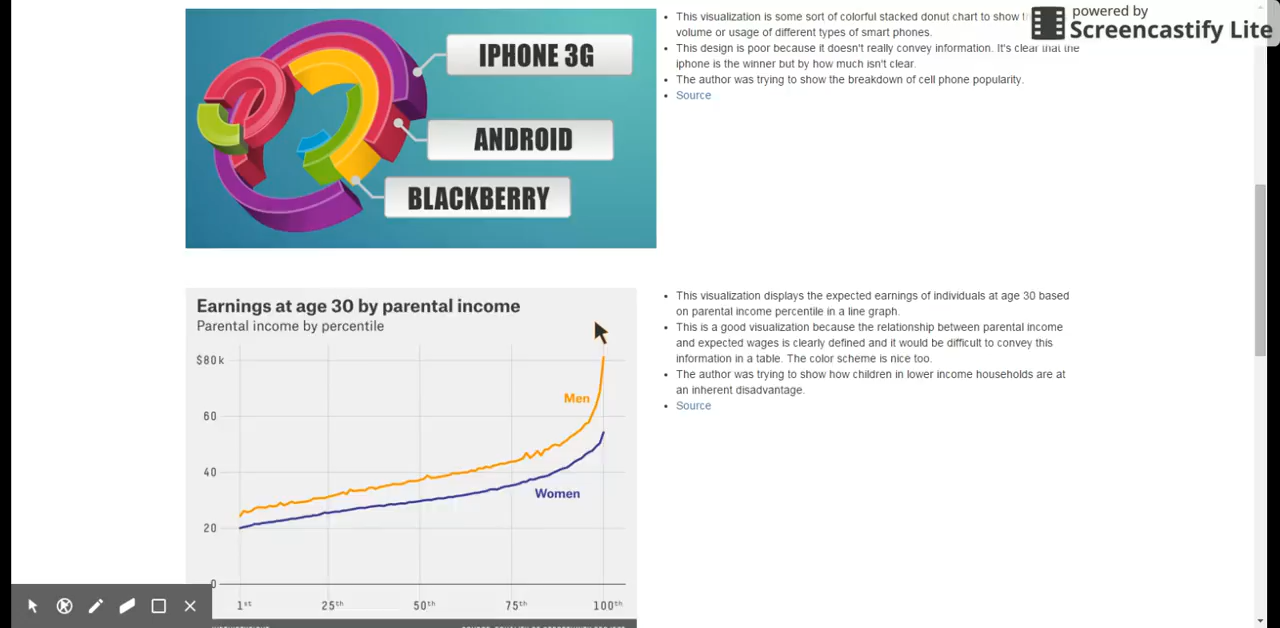 powered by
Screencastify Lite
IPHONE 3G
ANDROID
BLACKBERRY
This visualization is some sort of colorful stacked donut chart to show
volume or usage of different types of smart phones.
This design is poor because it doesn't really convey information. It's clear that the
iphone is the winner but by how much isn't clear.
The author was trying to show the breakdown of cell phone popularity.
Source
Earnings at age 30 by parental income
Parental income by percentile
$80k
60
40
20
0
Men
Women
1st
25th
50th
75th
100th
This visualization displays the expected earnings of individuals at age 30 based
on parental income percentile in a line graph.
This is a good visualization because the relationship between parental income
and expected wages is clearly defined and it would be difficult to convey this
information in a table. The color scheme is nice too.
The author was trying to show how children in lower income households are at
an inherent disadvantage.
Source